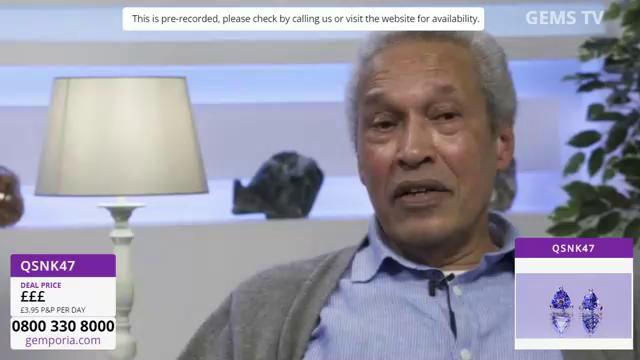 This is pre-recorded, please check by calling us or visit the website for availability.
GEMS TV
QSNK47
DEAL PRICE
£££
£3.95 P&P PER DAY
0800 330 8000
gemporia.com
QSNK47